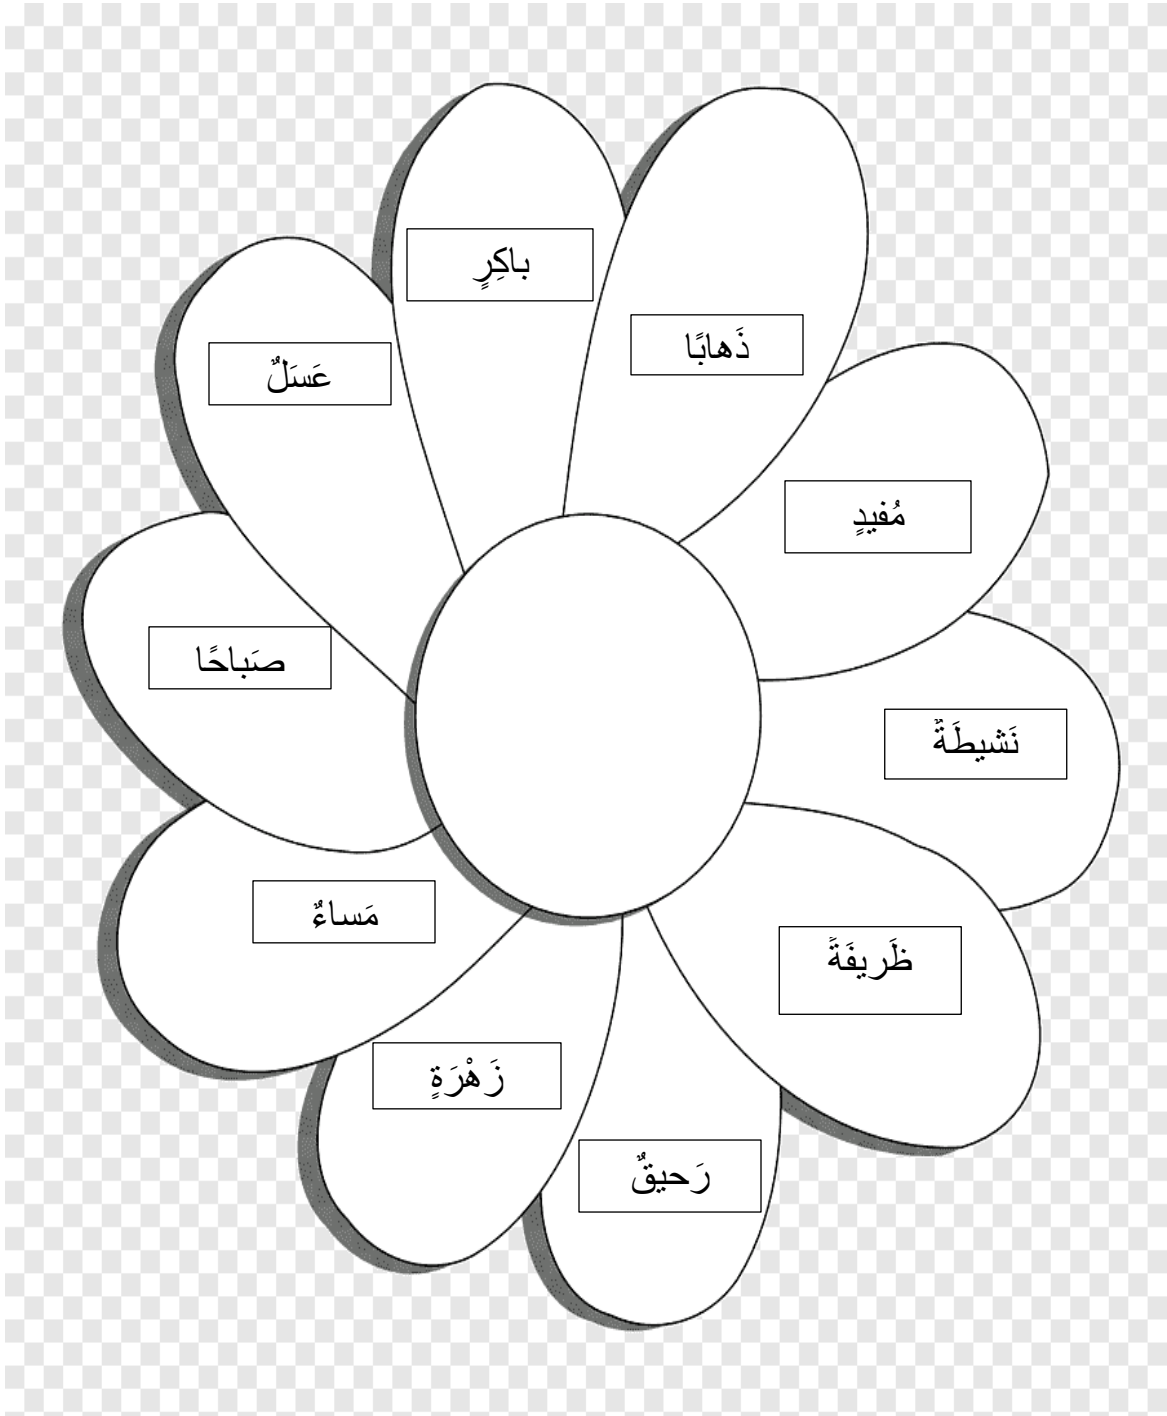 باكِرٍ
ذَهابًا
عَسَلٌ
مُفيدٍ
صَباحًا
نَشيطَةٌ
مَساءٌ
ظَريفَةً
زَهْرَةٍ
رَحيقٌ